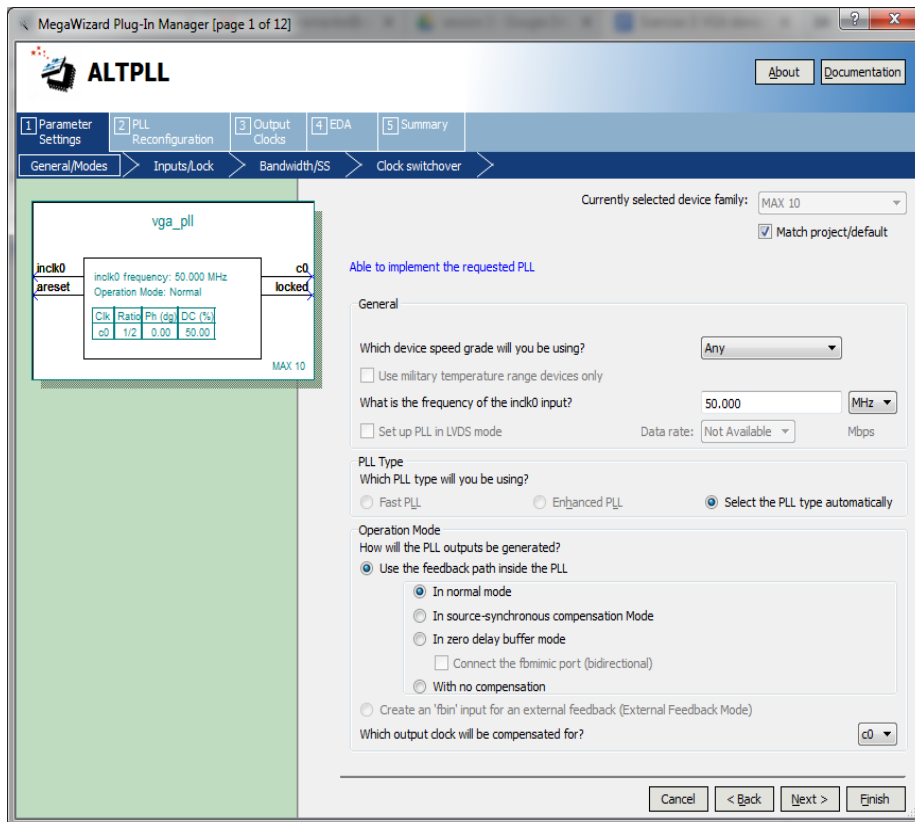 MegaWizard Plug-In Manager [page 1 of 12]
ALTPLL
About
Documentation
1 Parameter Settings
2 PLL Reconfiguration
3 Output Clocks
4 EDA
5 Summary
General/Modes
Inputs/Lock
Bandwidth/SS
Clock switchover
vga_pll
inclk0
areset
inclk0 frequency: 50.000 MHz
Operation Mode: Normal
Clk Ratio Ph (dg) DC (%)
c0 1/2 0.00 50.00
c0
locked
MAX 10
Currently selected device family:
MAX 10
Match project/default
Able to implement the requested PLL
General
Which device speed grade will you be using?
Any
Use military temperature range devices only
What is the frequency of the inclk0 input?
50.000
MHz
Set up PLL in LVDS mode
Data rate:
Not Available
Mbps
PLL Type
Which PLL type will you be using?
Fast PLL
Enhanced PLL
Select the PLL type automatically
Operation Mode
How will the PLL outputs be generated?
Use the feedback path inside the PLL
In normal mode
In source-synchronous compensation Mode
In zero delay buffer mode
Connect the fbmimic port (bidirectional)
With no compensation
Create an 'fbin' input for an external feedback (External Feedback Mode)
Which output clock will be compensated for?
c0
Cancel
< Back
Next >
Finish